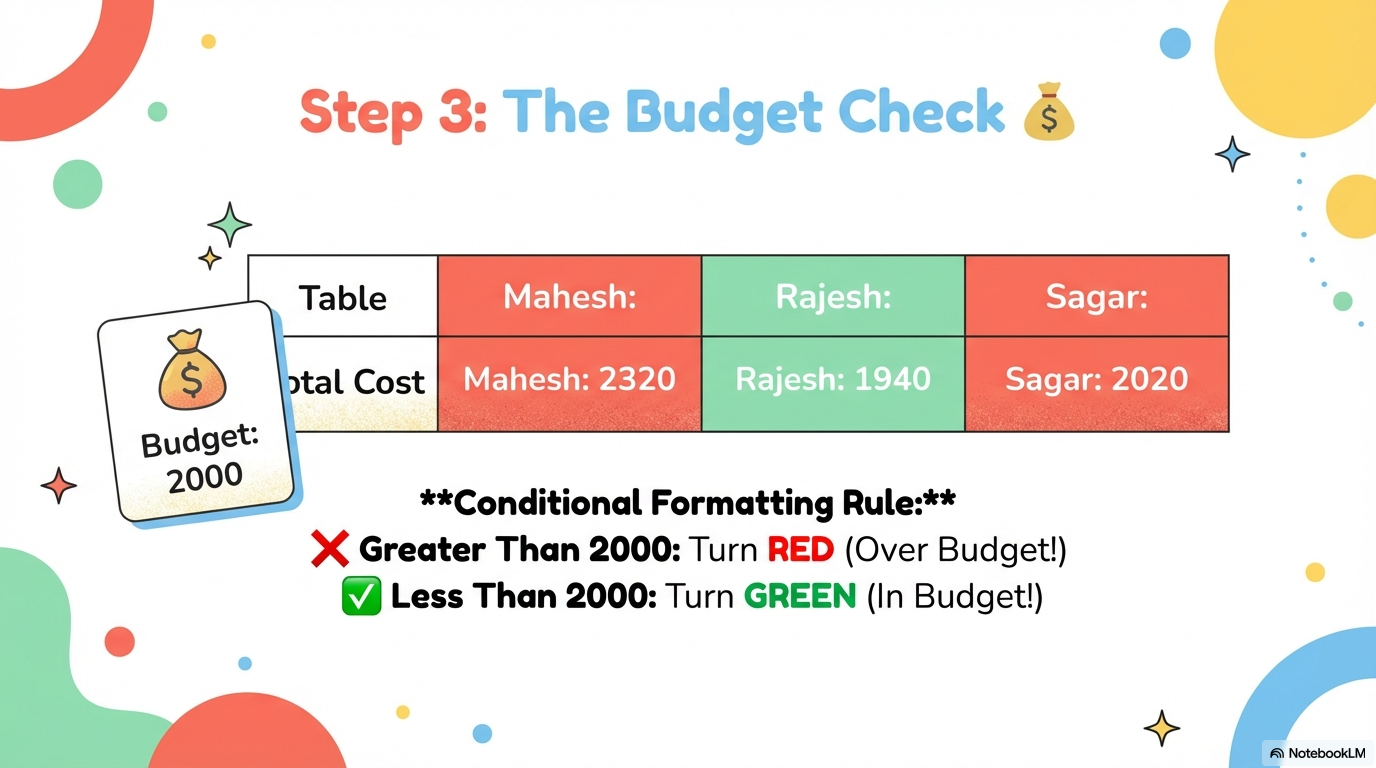 Step 3: The Budget Check
Table Mahesh: Rajesh: Sagar:
otal Cost Mahesh: 2320 Rajesh: 1940 Sagar: 2020
Budget:
2000
**Conditional Formatting Rule:**
❌ Greater Than 2000: Turn RED (Over Budget!)
✅ Less Than 2000: Turn GREEN (In Budget!)
NotebookLM